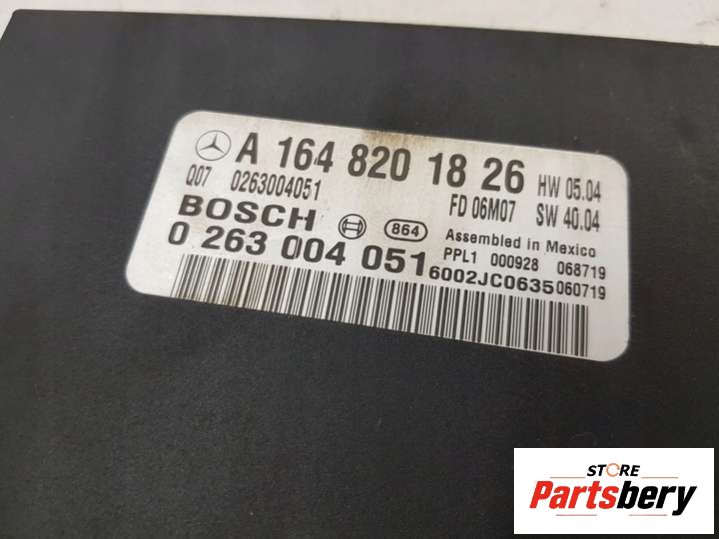 A 164 820 18 26 HW 05.04
Q07 0263004051 FD 06M07 SW 40.04
BOSCH 864 Assembled in Mexico
0 263 004 051 PPL1 000928 068719
6002JC0635 060719
STORE
Partsbery